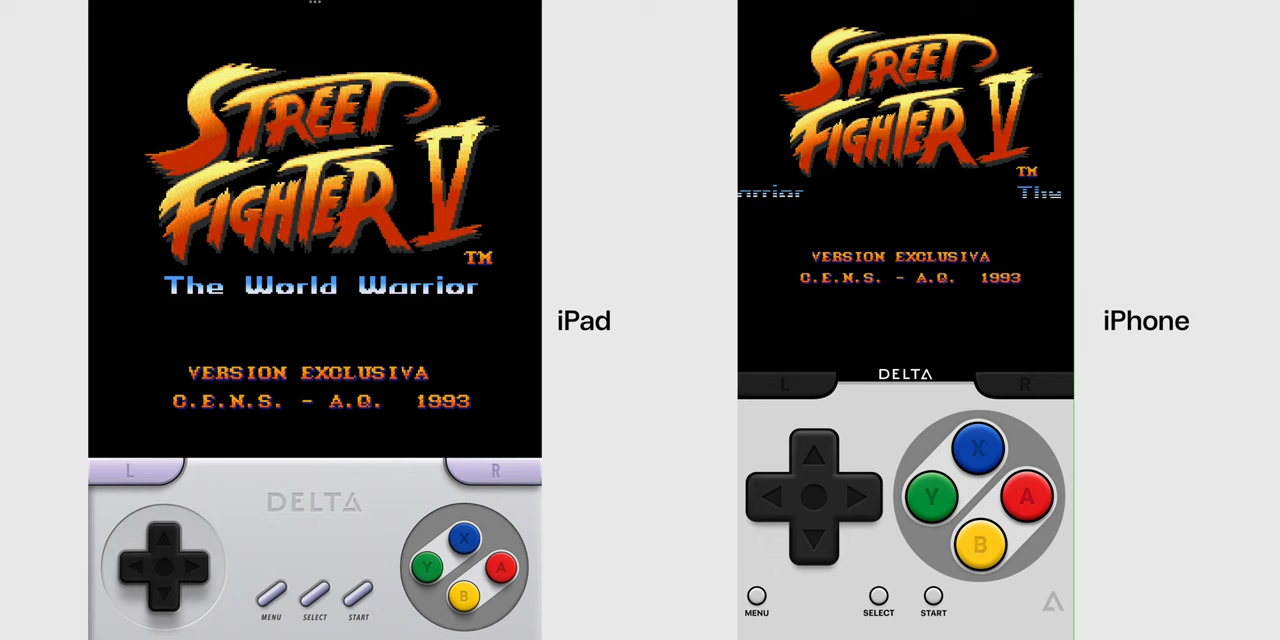 STREET
FIGHTER V
TM
The World Warrior
VERSION EXCLUSIVA
C.E.N.S. - A.Q. 1993
L
R
DELTA
X
Y
A
B
MENU
SELECT
START
iPad
STREET
FIGHTER V
TM
arrior
The
VERSION EXCLUSIVA
C.E.N.S. - A.Q. 1993
L
DELTA
R
X
Y
A
B
MENU
SELECT
START
iPhone